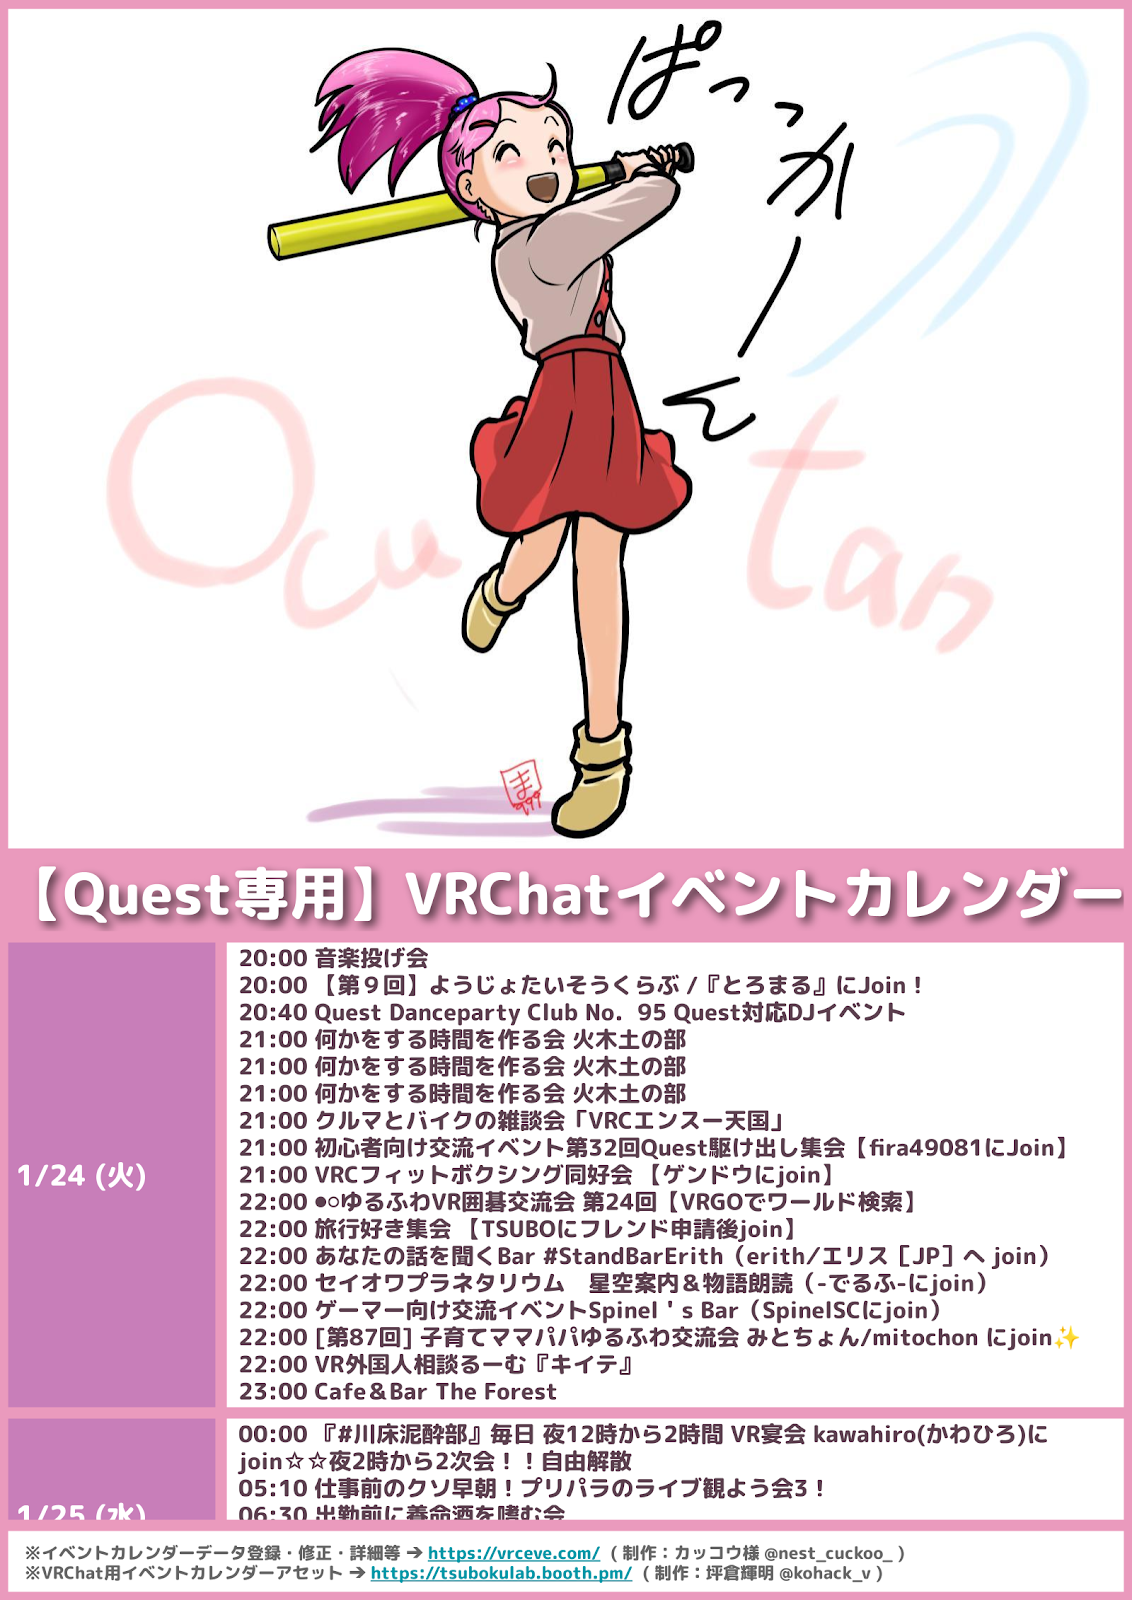 ぱっっかーん
Ocu tan
ま
999
【Quest専用】VRChatイベントカレンダー
1/24 (火)
20:00 音楽投げ会
20:00 【第９回】ようじょたいそうくらぶ /『とろまる』にJoin！
20:40 Quest Danceparty Club No．95 Quest対応DJイベント
21:00 何かをする時間を作る会 火木土の部
21:00 何かをする時間を作る会 火木土の部
21:00 何かをする時間を作る会 火木土の部
21:00 クルマとバイクの雑談会「VRCエンスー天国」
21:00 初心者向け交流イベント第32回Quest駆け出し集会【fira49081にJoin】
21:00 VRCフィットボクシング同好会 【ゲンドウにjoin】
22:00 ⚫○ゆるふわVR囲碁交流会 第24回【VRGOでワールド検索】
22:00 旅行好き集会 【TSUBOにフレンド申請後join】
22:00 あなたの話を聞くBar #StandBarErith（erith/エリス［JP］へ join）
22:00 セイオワプラネタリウム　星空案内＆物語朗読（-でるふ-にjoin）
22:00 ゲーマー向け交流イベントSpinel＇s Bar（SpinelSCにjoin）
22:00 [第87回] 子育てママパパゆるふわ交流会 みとちょん/mitochon にjoin✨
22:00 VR外国人相談るーむ『キイテ』
23:00 Cafe＆Bar The Forest
1/25 (水)
00:00 『#川床泥酔部』毎日 夜12時から2時間 VR宴会 kawahiro(かわひろ)に
join☆☆夜2時から2次会！！自由解散
05:10 仕事前のクソ早朝！プリパラのライブ観よう会3！
06:30 出勤前に養命酒を嗜む会
※イベントカレンダーデータ登録・修正・詳細等 ➔ https://vrceve.com/ （制作：カッコウ様 @nest_cuckoo_ ）
※VRChat用イベントカレンダーアセット ➔ https://tsubokulab.booth.pm/ （制作：坪倉輝明 @kohack_v ）